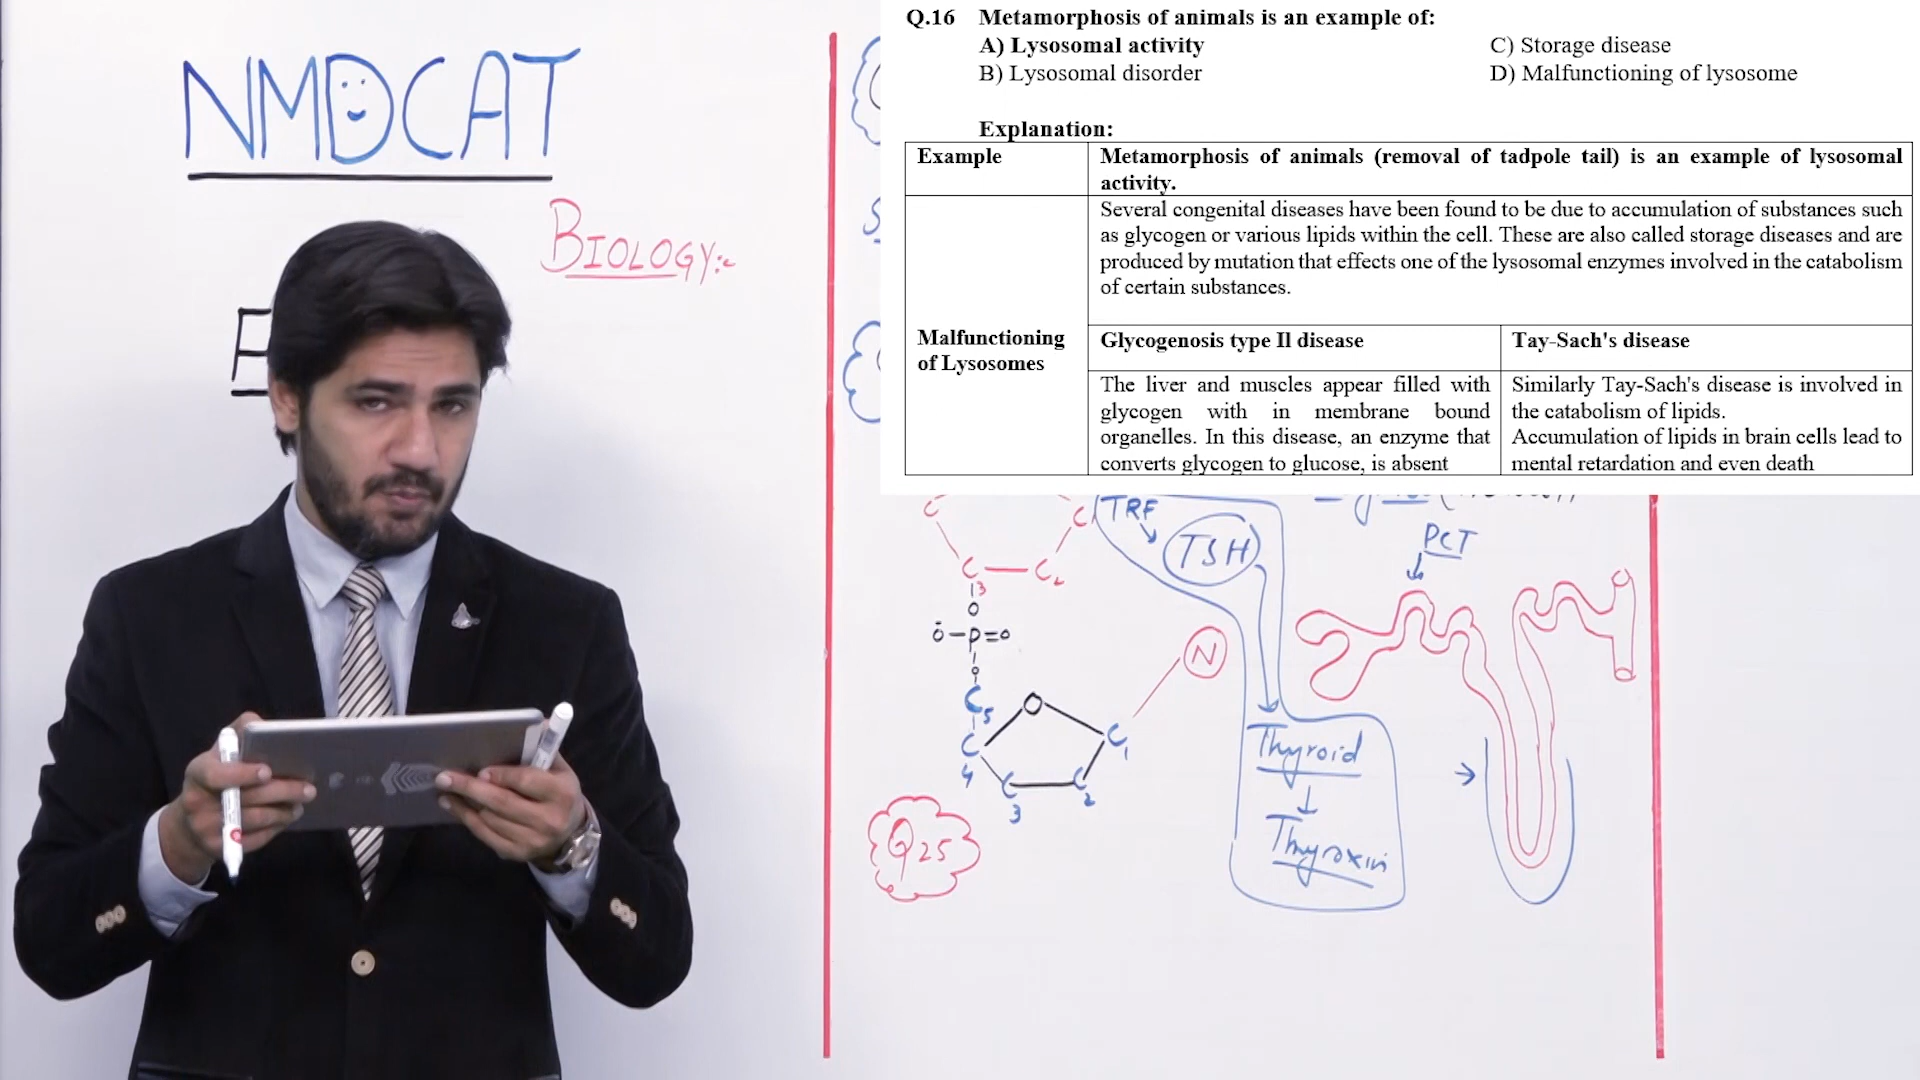 NMDCAT
BIOLOGY:-
E
Q.16 Metamorphosis of animals is an example of:
A) Lysosomal activity
C) Storage disease
B) Lysosomal disorder
D) Malfunctioning of lysosome
Explanation:
Example
Metamorphosis of animals (removal of tadpole tail) is an example of lysosomal
activity.
Malfunctioning
of Lysosomes
Several congenital diseases have been found to be due to accumulation of substances such
as glycogen or various lipids within the cell. These are also called storage diseases and are
produced by mutation that effects one of the lysosomal enzymes involved in the catabolism
of certain substances.
Glycogenosis type II disease
Tay-Sach's disease
The liver and muscles appear filled with
glycogen with in membrane bound
organelles. In this disease, an enzyme that
converts glycogen to glucose, is absent
Similarly Tay-Sach's disease is involved in
the catabolism of lipids.
Accumulation of lipids in brain cells lead to
mental retardation and even death
C C
C3 C2
O
O-P=O
O
C5
O
C4 C1
C3 C2
N
Q25
TRF
TSH
Thyroid
Thyroxin
PCT